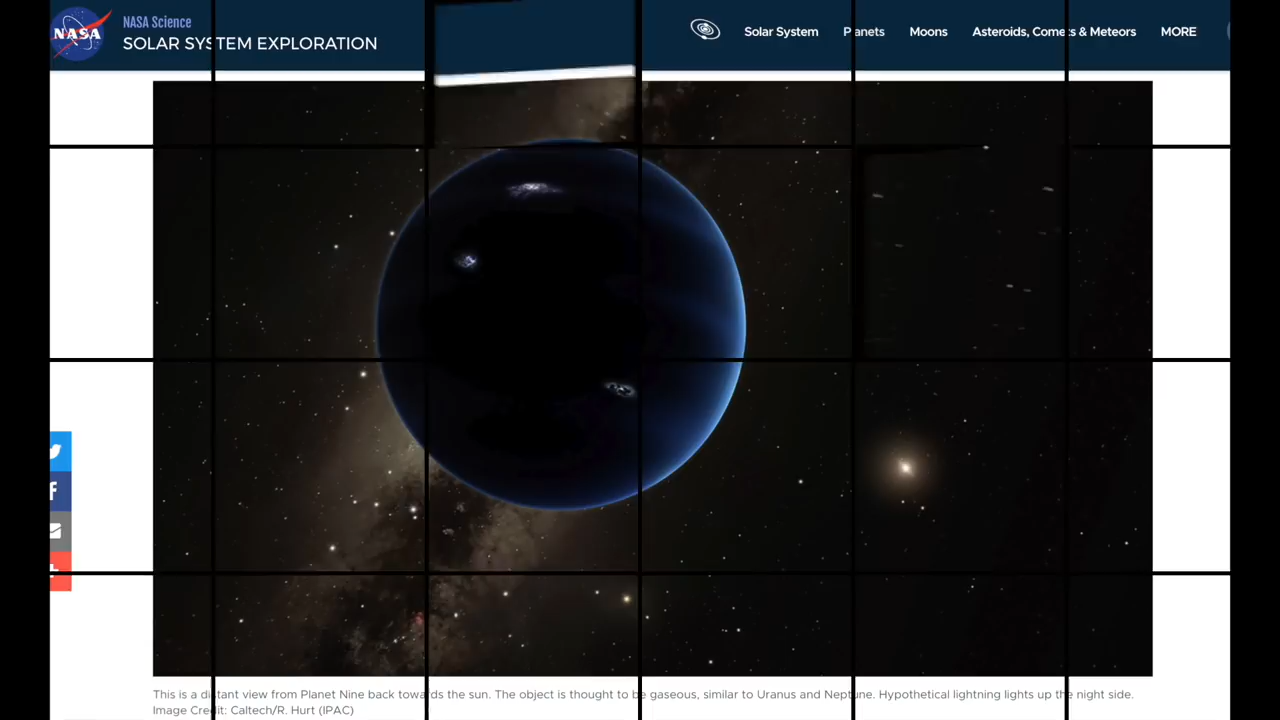 NASA
NASA Science
SOLAR SYSTEM EXPLORATION
Solar System Planets Moons Asteroids, Comets & Meteors MORE
This is a distant view from Planet Nine back towards the sun. The object is thought to be gaseous, similar to Uranus and Neptune. Hypothetical lightning lights up the night side.
Image Credit: Caltech/R. Hurt (IPAC)